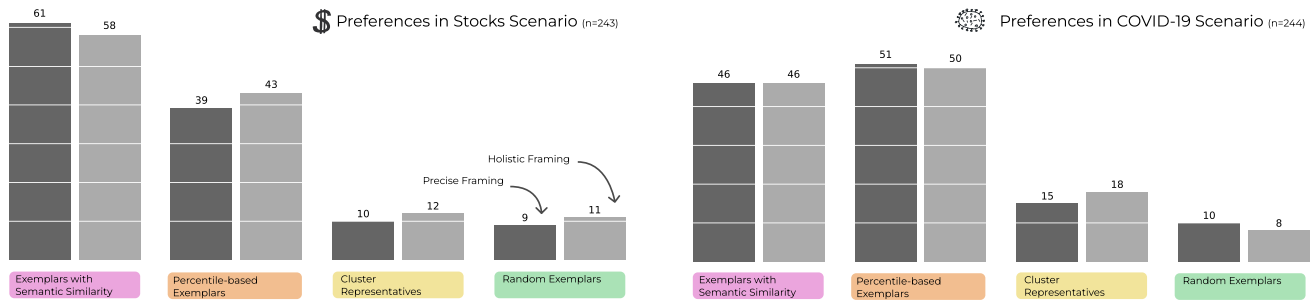 $ Preferences in Stocks Scenario (n=243)
61
58
39
43
10
12
9
11
Holistic Framing
Precise Framing
Exemplars with
Semantic Similarity
Percentile-based
Exemplars
Cluster
Representatives
Random Exemplars
Preferences in COVID-19 Scenario (n=244)
46
46
51
50
15
18
10
8
Exemplars with
Semantic Similarity
Percentile-based
Exemplars
Cluster
Representatives
Random Exemplars